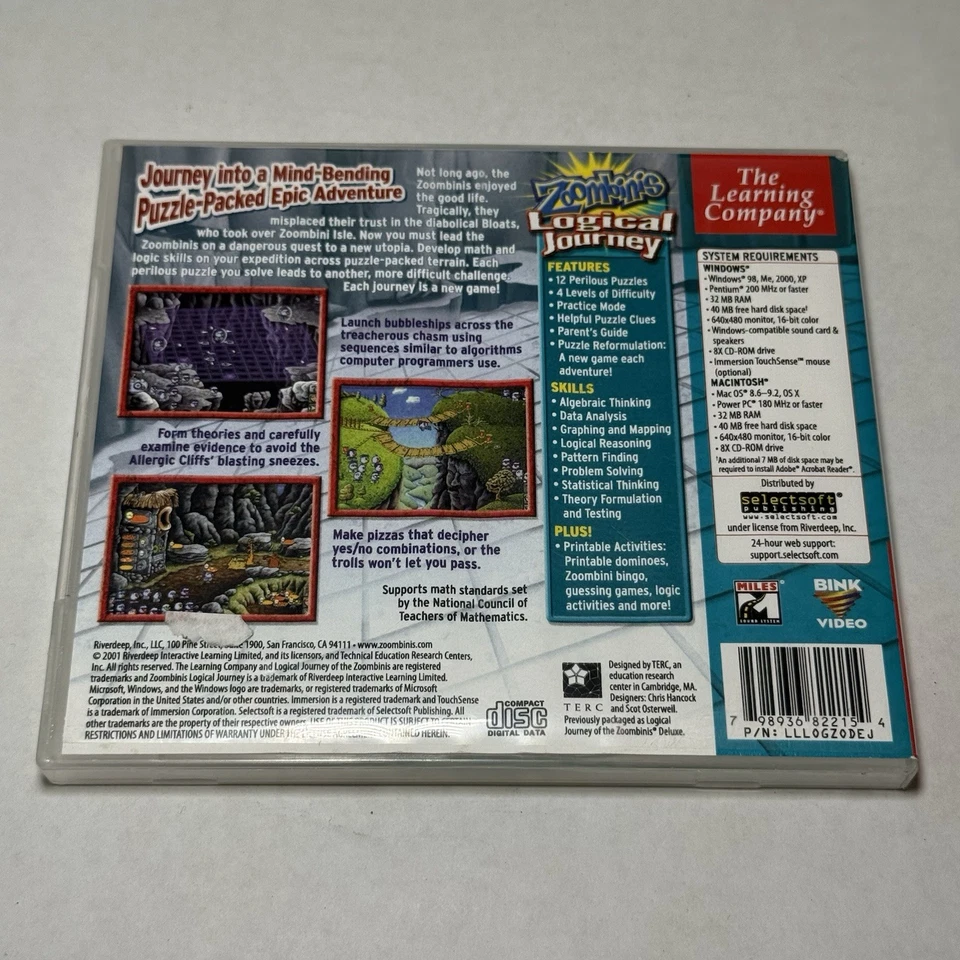 Journey into a Mind-Bending
Puzzle-Packed Epic Adventure
Not long ago, the
Zoombinis enjoyed
the good life.
Tragically, they
misplaced their trust in the diabolical Bloats,
who took over Zoombini Isle. Now you must lead the
Zoombinis on a dangerous quest to a new utopia. Develop math and
logic skills on your expedition across puzzle-packed terrain. Each
perilous puzzle you solve leads to another, more difficult challenge.
Each journey is a new game!
Launch bubbleships across the
treacherous chasm using
sequences similar to algorithms
computer programmers use.
Form theories and carefully
examine evidence to avoid the
Allergic Cliffs' blasting sneezes.
Make pizzas that decipher
yes/no combinations, or the
trolls won't let you pass.
Supports math standards set
by the National Council of
Teachers of Mathematics.
Zoombinis
Logical
Journey™
FEATURES
• 12 Perilous Puzzles
• 4 Levels of Difficulty
• Practice Mode
• Helpful Puzzle Clues
• Parent's Guide
• Puzzle Reformulation:
A new game each
adventure!
SKILLS
• Algebraic Thinking
• Data Analysis
• Graphing and Mapping
• Logical Reasoning
• Pattern Finding
• Problem Solving
• Statistical Thinking
• Theory Formulation
and Testing
PLUS!
• Printable Activities:
Printable dominoes,
Zoombini bingo,
guessing games, logic
activities and more!
The
Learning
Company®
SYSTEM REQUIREMENTS
WINDOWS®
• Windows® 98, Me, 2000, XP
• Pentium® 200 MHz or faster
• 32 MB RAM
• 40 MB free hard disk space†
• 640x480 monitor, 16-bit color
• Windows-compatible sound card &
speakers
• 8X CD-ROM drive
• Immersion TouchSense™ mouse
(optional)
MACINTOSH®
• Mac OS® 8.6–9.2, OS X
• Power PC® 180 MHz or faster
• 32 MB RAM
• 40 MB free hard disk space
• 640x480 monitor, 16-bit color
• 8X CD-ROM drive
†An additional 7 MB of disk space may be
required to install Adobe® Acrobat Reader®.
Distributed by
selectsoft®
publishing
www.selectsoft.com
under license from Riverdeep, Inc.
24-hour web support:
support.selectsoft.com
MILES®
SOUND SYSTEM
BINK
VIDEO
Riverdeep, Inc., LLC, 100 Pine Street, 1900, San Francisco, CA 94111 • www.zoombinis.com
© 2001 Riverdeep Interactive Learning Limited, and its licensors, and Technical Education Research Centers,
Inc. All rights reserved. The Learning Company and Logical Journey of the Zoombinis are registered
trademarks and Zoombinis Logical Journey is a trademark of Riverdeep Interactive Learning Limited.
Microsoft, Windows, and the Windows logo are trademarks, or registered trademarks of Microsoft
Corporation in the United States and/or other countries. Immersion is a registered trademark and TouchSense
is a trademark of Immersion Corporation. Selectsoft is a registered trademark of Selectsoft Publishing. All
other trademarks are the property of their respective owners. USE OF THIS PRODUCT IS SUBJECT TO CERTAIN
RESTRICTIONS AND LIMITATIONS OF WARRANTY UNDER THE CONTAINED HEREIN.
COMPACT
disc
DIGITAL DATA
TERC
Designed by TERC, an
education research
center in Cambridge, MA.
Designers: Chris Hancock
and Scot Osterweil.
Previously packaged as Logical
Journey of the Zoombinis® Deluxe.
7 98936 82215 4
P/N: LLLOGZODEJ